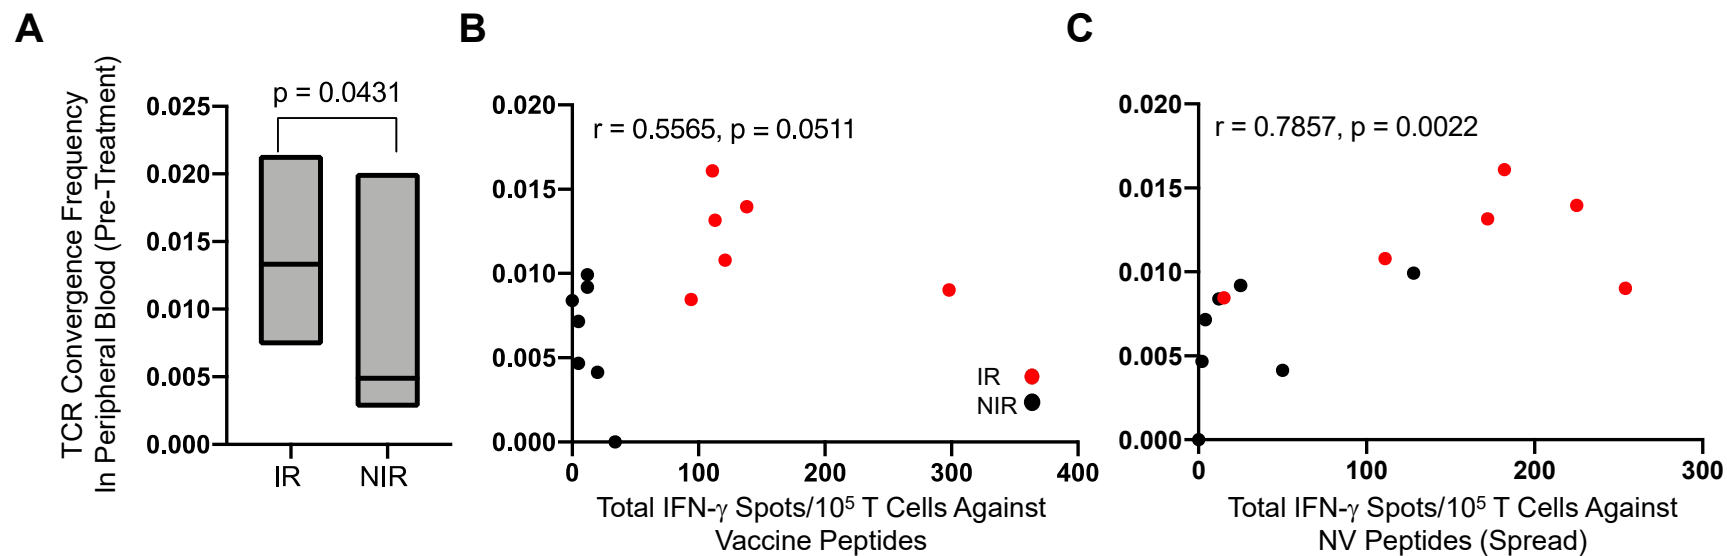 A
TCR Convergence Frequency
In Peripheral Blood (Pre-Treatment)
p = 0.0431
0.025
0.020
0.015
0.010
0.005
0.000
IR
NIR
B
r = 0.5565, p = 0.0511
0.020
0.015
0.010
0.005
0.000
IR
NIR
0
100
200
300
400
Total IFN-γ Spots/10⁵ T Cells Against
Vaccine Peptides
C
r = 0.7857, p = 0.0022
0.020
0.015
0.010
0.005
0.000
0
100
200
300
Total IFN-γ Spots/10⁵ T Cells Against
NV Peptides (Spread)